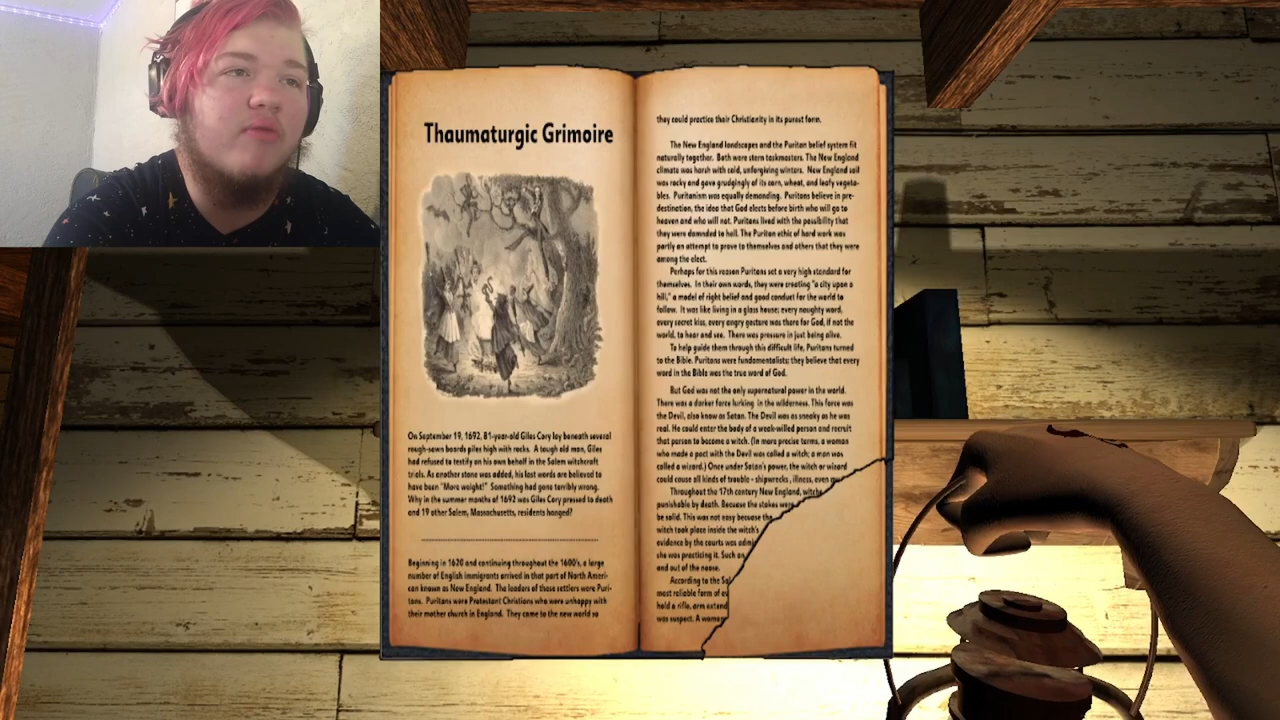 Thaumaturgic Grimoire
On September 19, 1692, 81-year-old Giles Cory lay beneath several
rough-sawn boards piles high with rocks. A tough old man, Giles
had refused to testify on his own behalf in the Salem witchcraft
trials. As another stone was added, his last words are believed to
have been "More weight!" Something had gone terribly wrong.
Why in the summer months of 1692 was Giles Cory pressed to death
and 19 other Salem, Massachusetts, residents hanged?
Beginning in 1620 and continuing throughout the 1600's, a large
number of English immigrants arrived in that part of North Ameri-
can known as New England. The leaders of these settlers were Puri-
tans. Puritans were Protestant Christians who were unhappy with
their mother church in England. They came to the new world so
they could practice their Christianity in its purest form.
The New England landscapes and the Puritan belief system fit
naturally together. Both were stern taskmasters. The New England
climate was harsh with cold, unforgiving winters. New England soil
was rocky and gave grudgingly of its corn, wheat, and leafy vegeta-
bles. Puritanism was equally demanding. Puritans believe in pre-
destination, the idea that God elects before birth who will go to
heaven and who will not. Puritans lived with the possibility that
they were damnded to hell. The Puritan ethic of hard work was
partly an attempt to prove to themselves and others that they were
among the elect.
Perhaps for this reason Puritans set a very high standard for
themselves. In their own words, they were creating "a city upon a
hill," a model of right belief and good conduct for the world to
follow. It was like living in a glass house; every naughty word,
every secret kiss, every angry gesture was there for God, if not the
world, to hear and see. There was pressure in just being alive.
To help guide them through this difficult life, Puritans turned
to the Bible. Puritans were fundamentalists; they believe that every
word in the Bible was the true word of God.
But God was not the only supernatural power in the world.
There was a darker force lurking in the wilderness. This force was
the Devil, also know as Satan. The Devil was as sneaky as he was
real. He could enter the body of a weak-willed person and recruit
that person to become a witch. (In more precise terms, a woman
who made a pact with the Devil was called a witch; a man was
called a wizard.) Once under Satan's power, the witch or wizard
could cause all kinds of trouble - shipwrecks, illness, even
Throughout the 17th century New England, witche
punishable by death. Because the stakes were
be solid. This was not easy because the
witch took place inside the witch's
evidence by the courts was admi
she was practicing it. Such an
and out of the noose.
According to the Sal
most reliable form of ev
hold a rifle, arm extend
was suspect. A woman